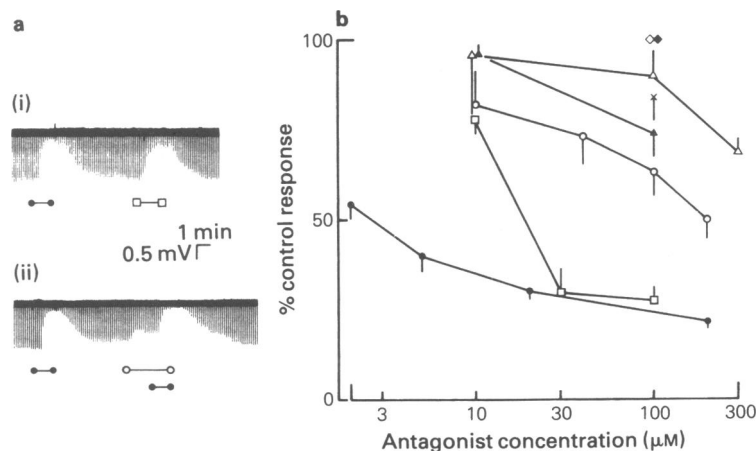 a
(i)
1 min
0.5 mV
(ii)
b
100
50
0
% control response
3
10
30
100
300
Antagonist concentration (μM)